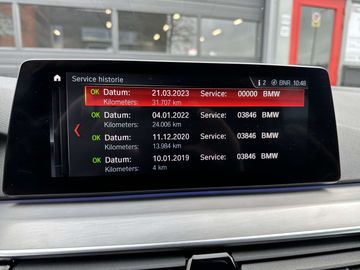 Service historie
i 2 BNR 10:48
OK Datum: 21.03.2023 Service: 00000 BMW
Kilometers: 31.707 km
OK Datum: 04.01.2022 Service: 03846 BMW
Kilometers: 24.006 km
OK Datum: 11.12.2020 Service: 03846 BMW
Kilometers: 13.984 km
OK Datum: 10.01.2019 Service: 03846 BMW
Kilometers: 4 km